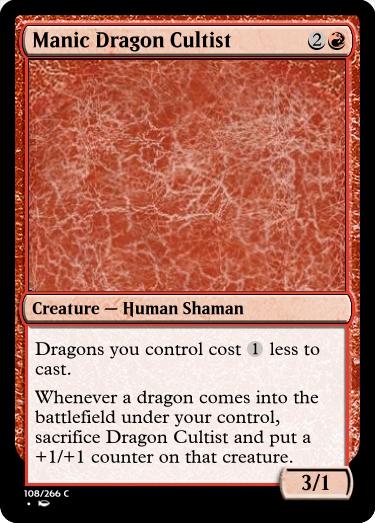 Manic Dragon Cultist 2
Creature — Human Shaman
Dragons you control cost 1 less to
cast.
Whenever a dragon comes into the
battlefield under your control,
sacrifice Dragon Cultist and put a
+1/+1 counter on that creature.
3/1
108/266 C